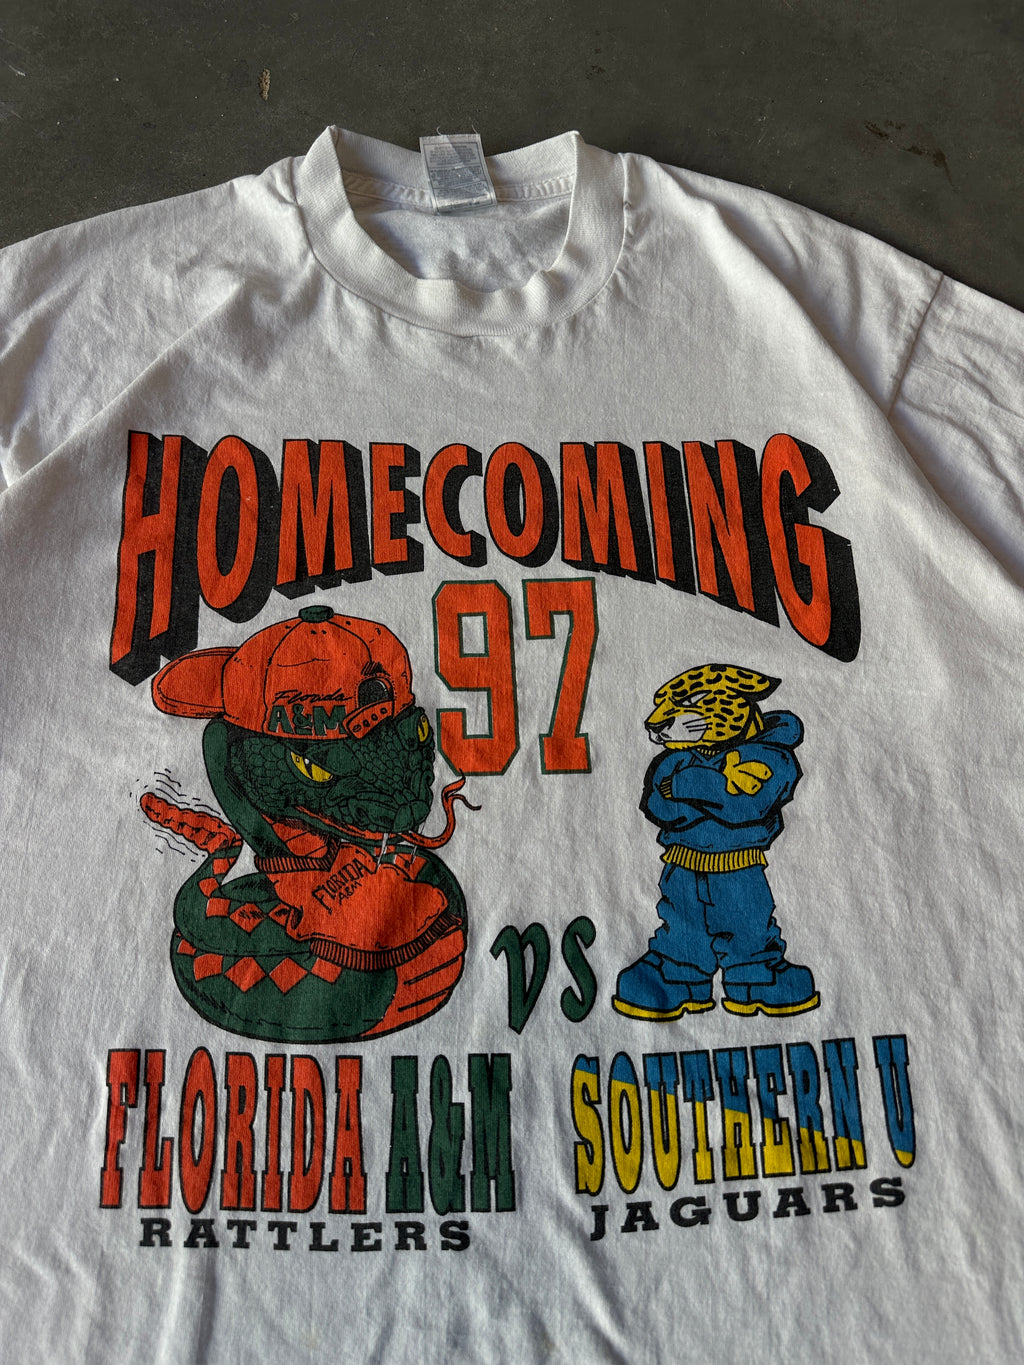 HOMECOMING
97
Florida
A&M
FLORIDA
A&M
VS
FLORIDA A&M
RATTLERS
SOUTHERN U
JAGUARS